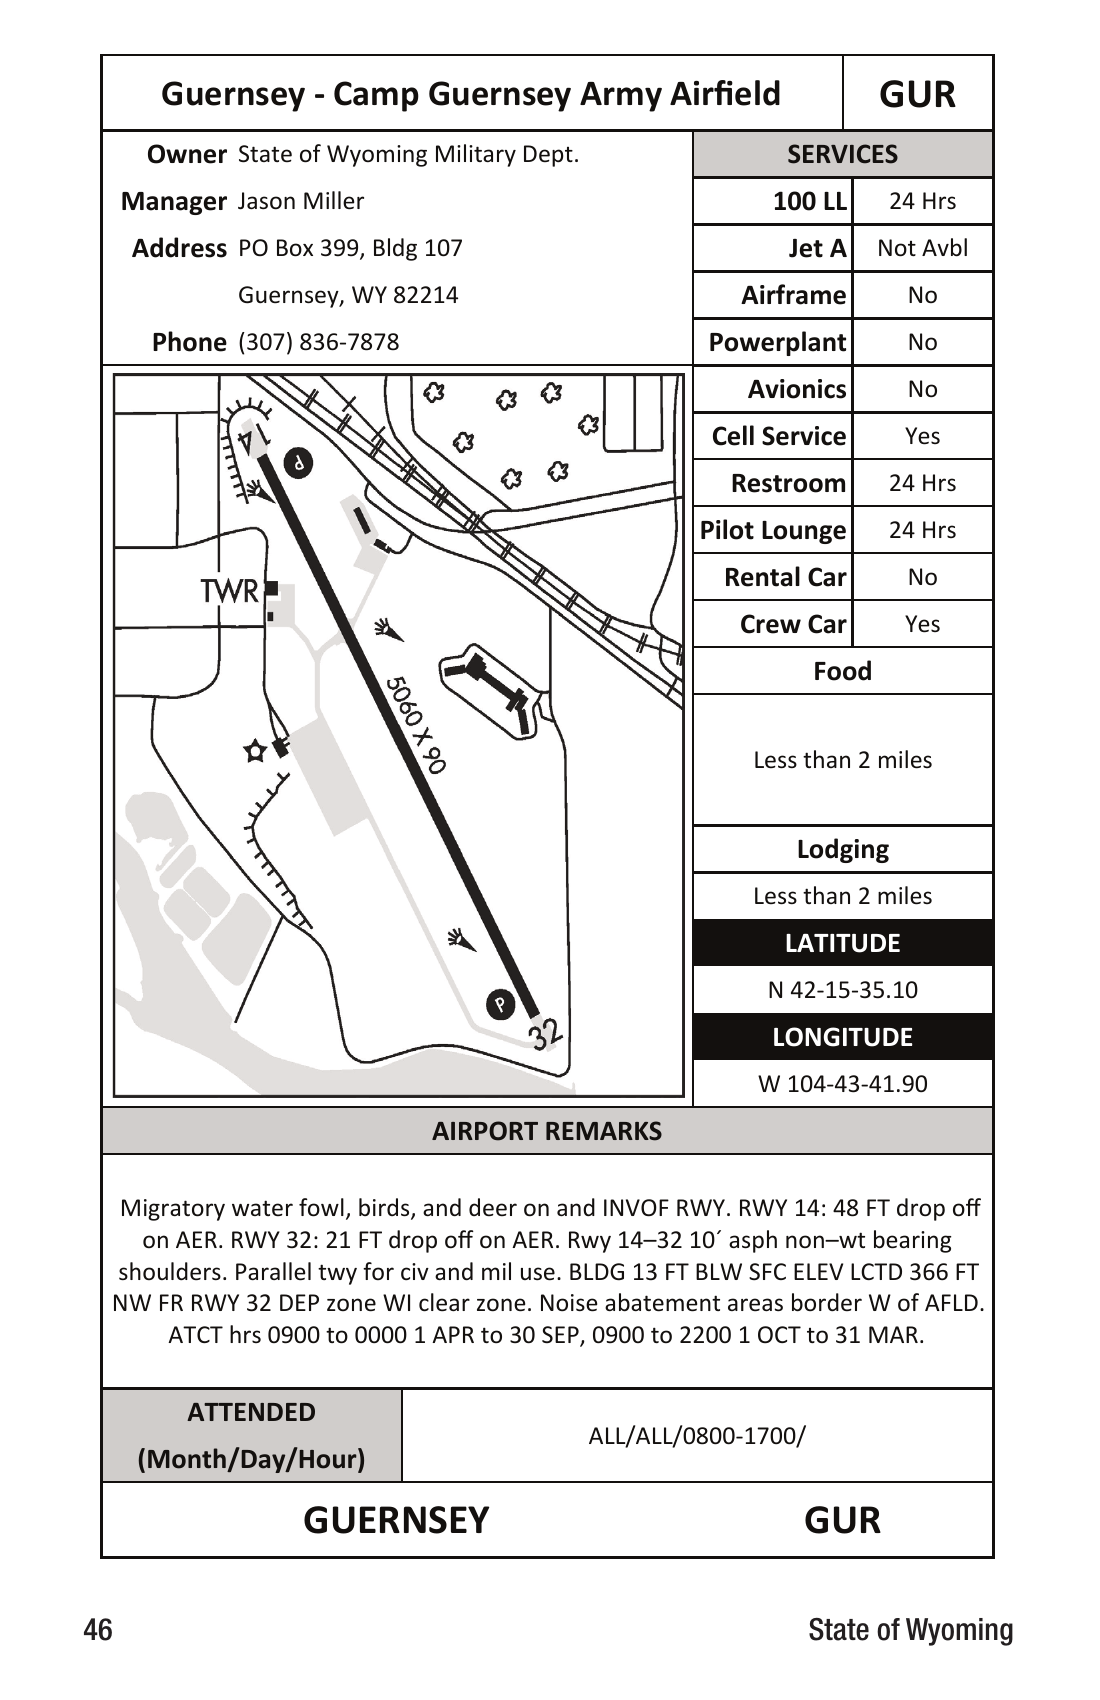 Guernsey - Camp Guernsey Army Airfield
GUR
Owner State of Wyoming Military Dept.
Manager Jason Miller
Address PO Box 399, Bldg 107
Guernsey, WY 82214
Phone (307) 836-7878
SERVICES
100 LL 24 Hrs
Jet A Not Avbl
Airframe No
Powerplant No
Avionics No
Cell Service Yes
Restroom 24 Hrs
Pilot Lounge 24 Hrs
Rental Car No
Crew Car Yes
Food
Less than 2 miles
Lodging
Less than 2 miles
LATITUDE
N 42-15-35.10
LONGITUDE
W 104-43-41.90
14
P
TWR
5060 X 90
P
32
AIRPORT REMARKS
Migratory water fowl, birds, and deer on and INVOF RWY. RWY 14: 48 FT drop off
on AER. RWY 32: 21 FT drop off on AER. Rwy 14–32 10´ asph non–wt bearing
shoulders. Parallel twy for civ and mil use. BLDG 13 FT BLW SFC ELEV LCTD 366 FT
NW FR RWY 32 DEP zone WI clear zone. Noise abatement areas border W of AFLD.
ATCT hrs 0900 to 0000 1 APR to 30 SEP, 0900 to 2200 1 OCT to 31 MAR.
ATTENDED
(Month/Day/Hour)
ALL/ALL/0800-1700/
GUERNSEY GUR
46 State of Wyoming